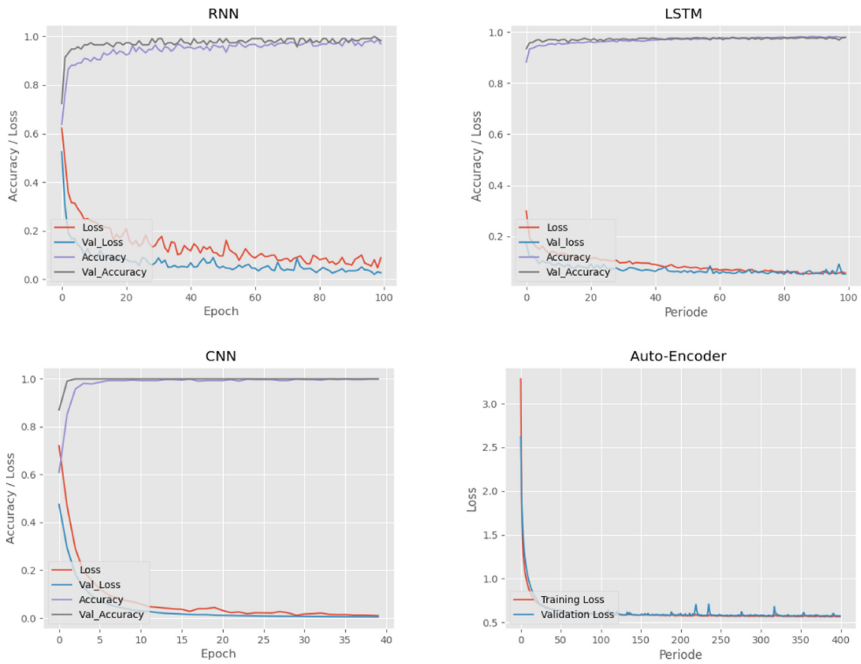 RNN
Accuracy / Loss
1.0
0.8
0.6
0.4
0.2
0.0
Loss
Val_Loss
Accuracy
Val_Accuracy
0 20 40 60 80 100
Epoch
LSTM
Accuracy / Loss
1.0
0.8
0.6
0.4
0.2
Loss
Val_loss
Accuracy
Val_Accuracy
0 20 40 60 80 100
Periode
CNN
Accuracy / Loss
1.0
0.8
0.6
0.4
0.2
0.0
Loss
Val_Loss
Accuracy
Val_Accuracy
0 5 10 15 20 25 30 35 40
Epoch
Auto-Encoder
Loss
3.0
2.5
2.0
1.5
1.0
0.5
Training Loss
Validation Loss
0 50 100 150 200 250 300 350 400
Periode